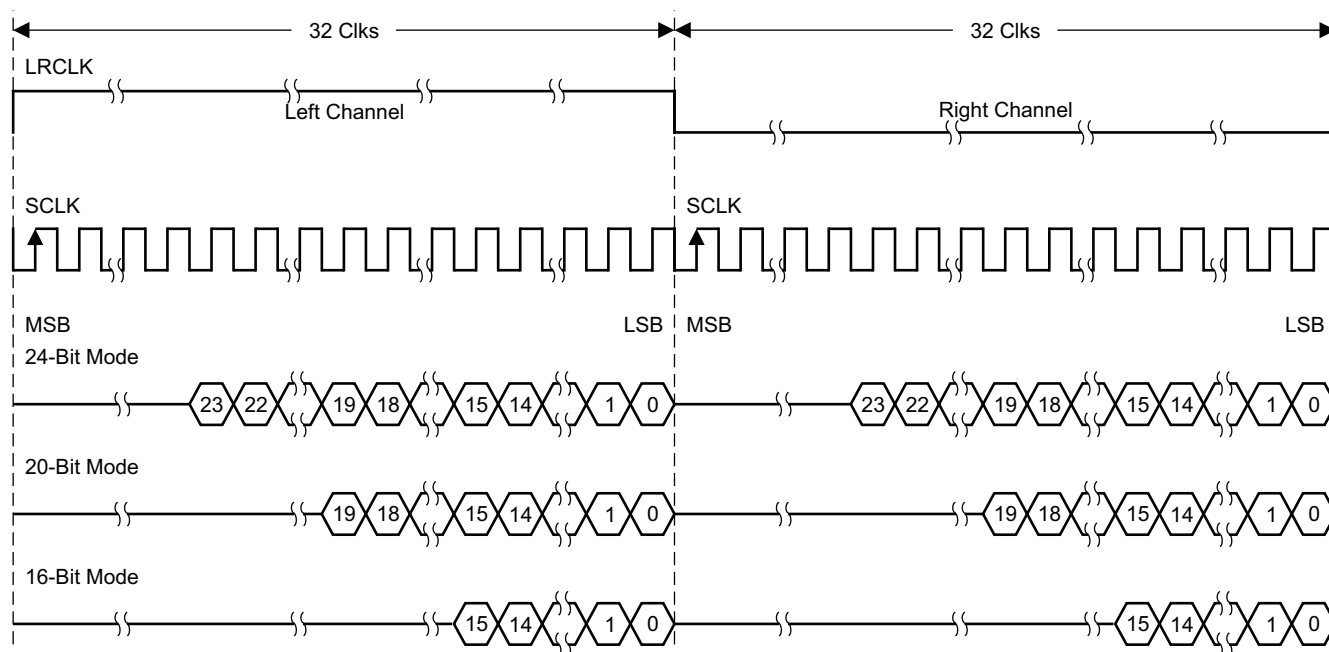 32 Clks 32 Clks
LRCLK
Left Channel Right Channel
SCLK SCLK
MSB LSB MSB LSB
24-Bit Mode
23 22 19 18 15 14 1 0 23 22 19 18 15 14 1 0
20-Bit Mode
19 18 15 14 1 0 19 18 15 14 1 0
16-Bit Mode
15 14 1 0 15 14 1 0